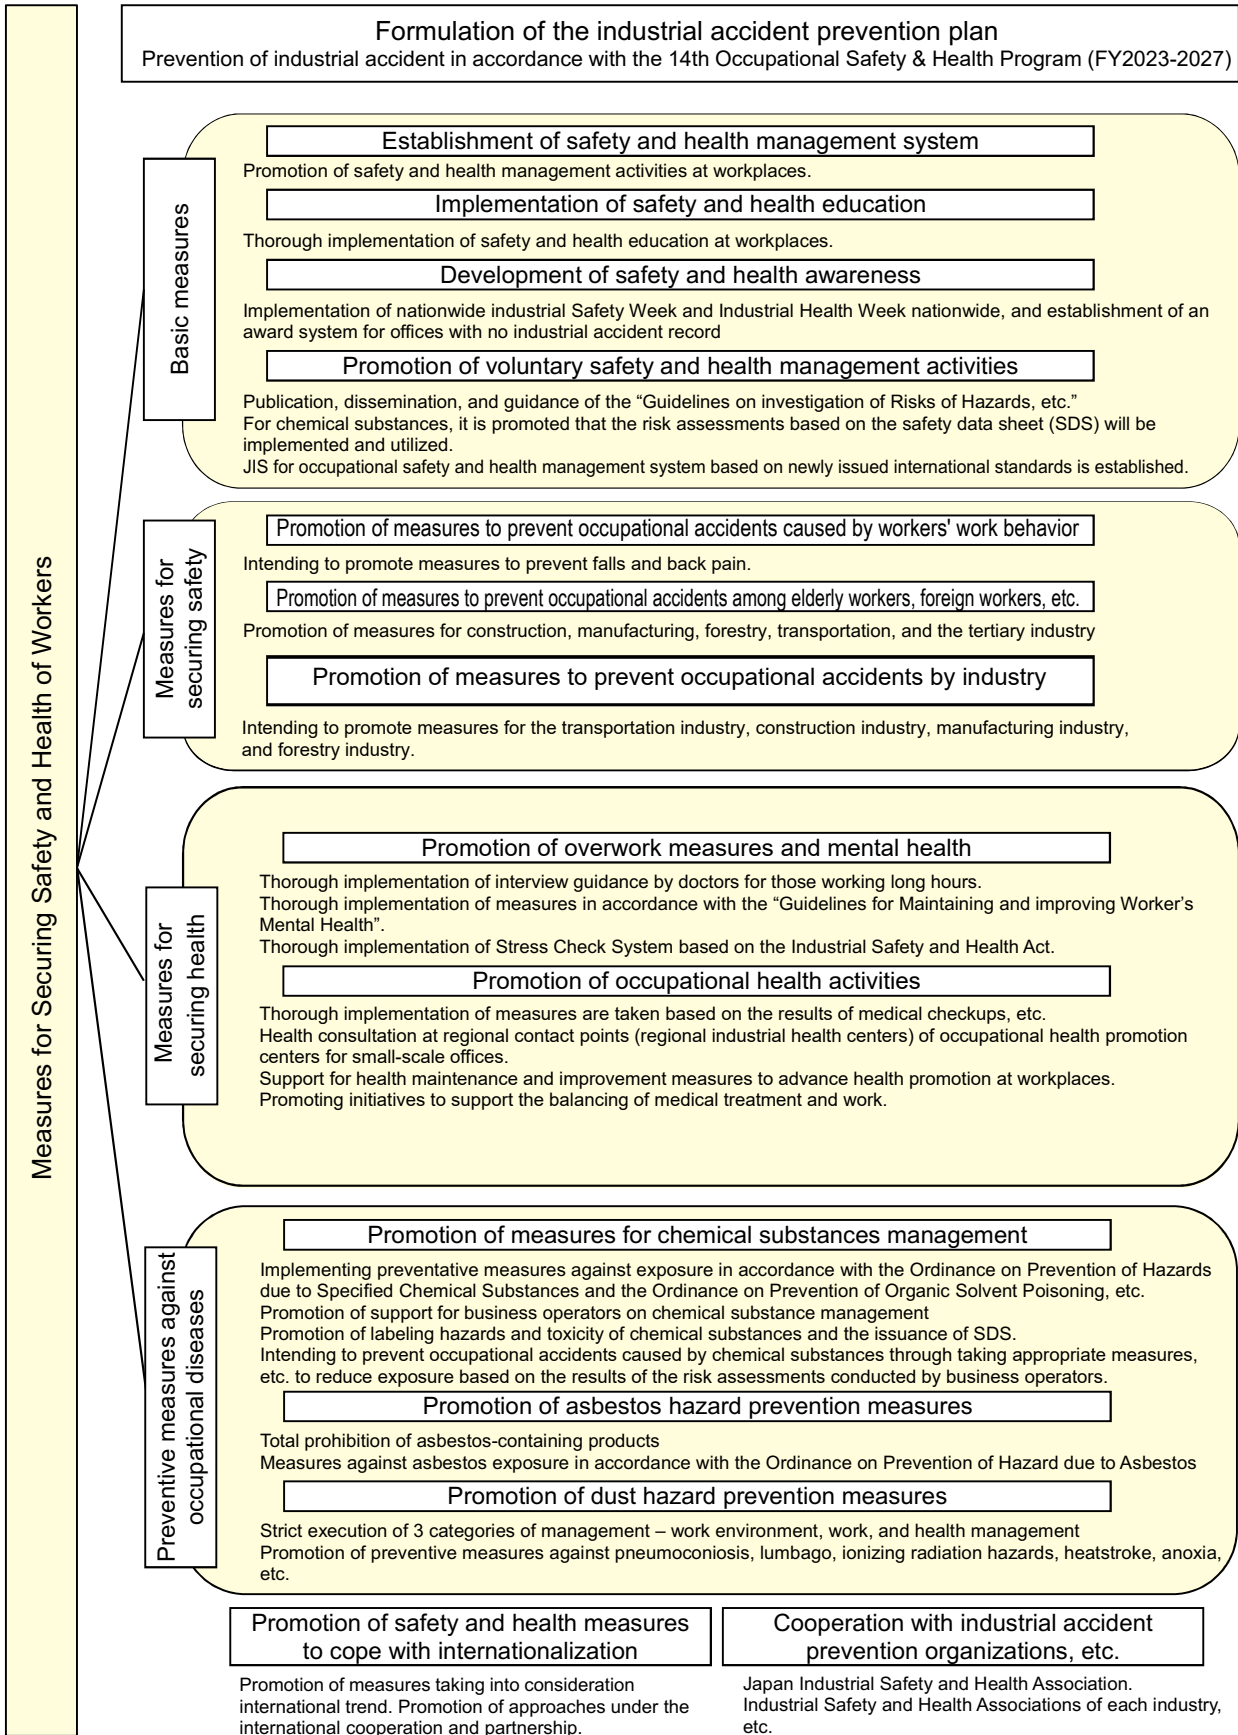 Formulation of the industrial accident prevention plan
Prevention of industrial accident in accordance with the 14th Occupational Safety & Health Program (FY2023-2027)
Measures for Securing Safety and Health of Workers
Basic measures
Establishment of safety and health management system
Promotion of safety and health management activities at workplaces.
Implementation of safety and health education
Thorough implementation of safety and health education at workplaces.
Development of safety and health awareness
Implementation of nationwide industrial Safety Week and Industrial Health Week nationwide, and establishment of an
award system for offices with no industrial accident record
Promotion of voluntary safety and health management activities
Publication, dissemination, and guidance of the “Guidelines on investigation of Risks of Hazards, etc.”
For chemical substances, it is promoted that the risk assessments based on the safety data sheet (SDS) will be
implemented and utilized.
JIS for occupational safety and health management system based on newly issued international standards is established.
Measures for
securing safety
Promotion of measures to prevent occupational accidents caused by workers' work behavior
Intending to promote measures to prevent falls and back pain.
Promotion of measures to prevent occupational accidents among elderly workers, foreign workers, etc.
Promotion of measures for construction, manufacturing, forestry, transportation, and the tertiary industry
Promotion of measures to prevent occupational accidents by industry
Intending to promote measures for the transportation industry, construction industry, manufacturing industry,
and forestry industry.
Measures for
securing health
Promotion of overwork measures and mental health
Thorough implementation of interview guidance by doctors for those working long hours.
Thorough implementation of measures in accordance with the “Guidelines for Maintaining and improving Worker’s
Mental Health”.
Thorough implementation of Stress Check System based on the Industrial Safety and Health Act.
Promotion of occupational health activities
Thorough implementation of measures are taken based on the results of medical checkups, etc.
Health consultation at regional contact points (regional industrial health centers) of occupational health promotion
centers for small-scale offices.
Support for health maintenance and improvement measures to advance health promotion at workplaces.
Promoting initiatives to support the balancing of medical treatment and work.
Preventive measures against
occupational diseases
Promotion of measures for chemical substances management
Implementing preventative measures against exposure in accordance with the Ordinance on Prevention of Hazards
due to Specified Chemical Substances and the Ordinance on Prevention of Organic Solvent Poisoning, etc.
Promotion of support for business operators on chemical substance management
Promotion of labeling hazards and toxicity of chemical substances and the issuance of SDS.
Intending to prevent occupational accidents caused by chemical substances through taking appropriate measures,
etc. to reduce exposure based on the results of the risk assessments conducted by business operators.
Promotion of asbestos hazard prevention measures
Total prohibition of asbestos-containing products
Measures against asbestos exposure in accordance with the Ordinance on Prevention of Hazard due to Asbestos
Promotion of dust hazard prevention measures
Strict execution of 3 categories of management – work environment, work, and health management
Promotion of preventive measures against pneumoconiosis, lumbago, ionizing radiation hazards, heatstroke, anoxia,
etc.
Promotion of safety and health measures
to cope with internationalization
Promotion of measures taking into consideration
international trend. Promotion of approaches under the
international cooperation and partnership.
Cooperation with industrial accident
prevention organizations, etc.
Japan Industrial Safety and Health Association.
Industrial Safety and Health Associations of each industry,
etc.